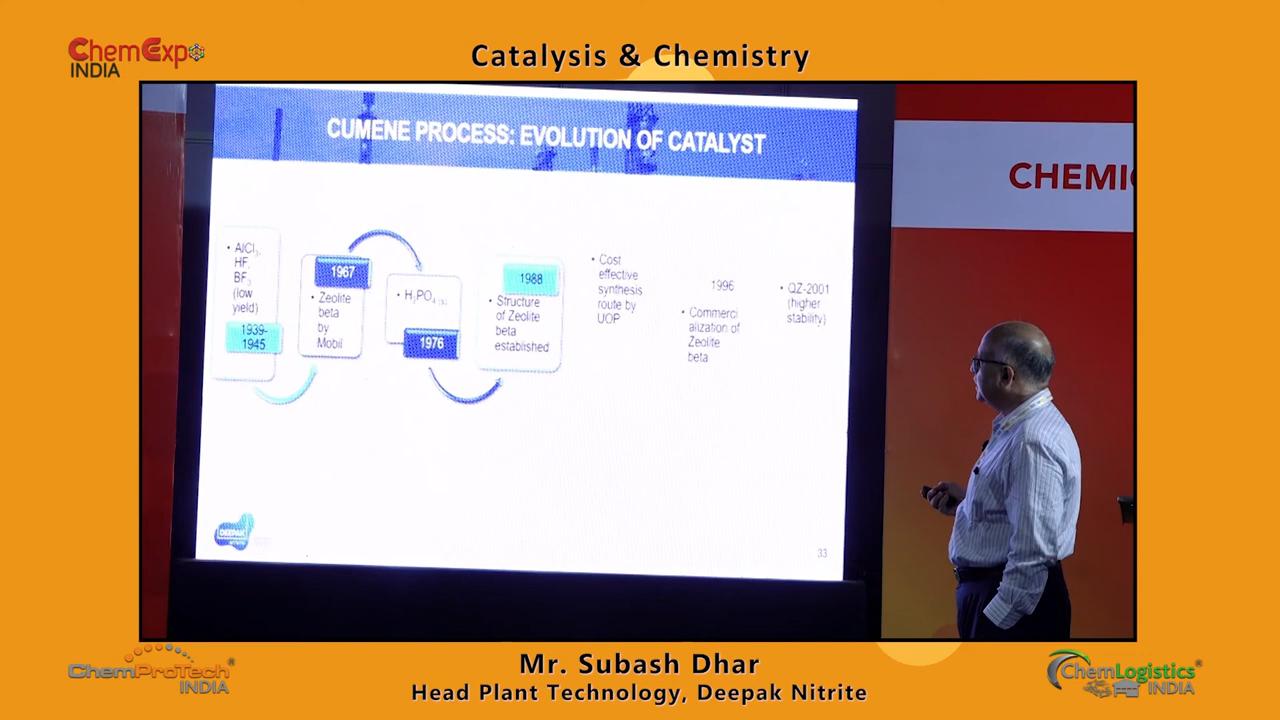 ChemExpo
INDIA
Catalysis & Chemistry
CUMENE PROCESS: EVOLUTION OF CATALYST
• AlCl3,
HF,
BF3
(low
yield)
1939-
1945
1967
• Zeolite
beta
by
Mobil
• H3PO4
1976
1988
• Structure
of Zeolite
beta
established
• Cost
effective
synthesis
route by
UOP
1996
• Commerci
alization of
Zeolite
beta
• QZ-2001
(higher
stability)
DEEPAK
NITRITE
33
CHEMI
Mr. Subash Dhar
Head Plant Technology, Deepak Nitrite
ChemProTech®
INDIA
ChemLogistics®
INDIA